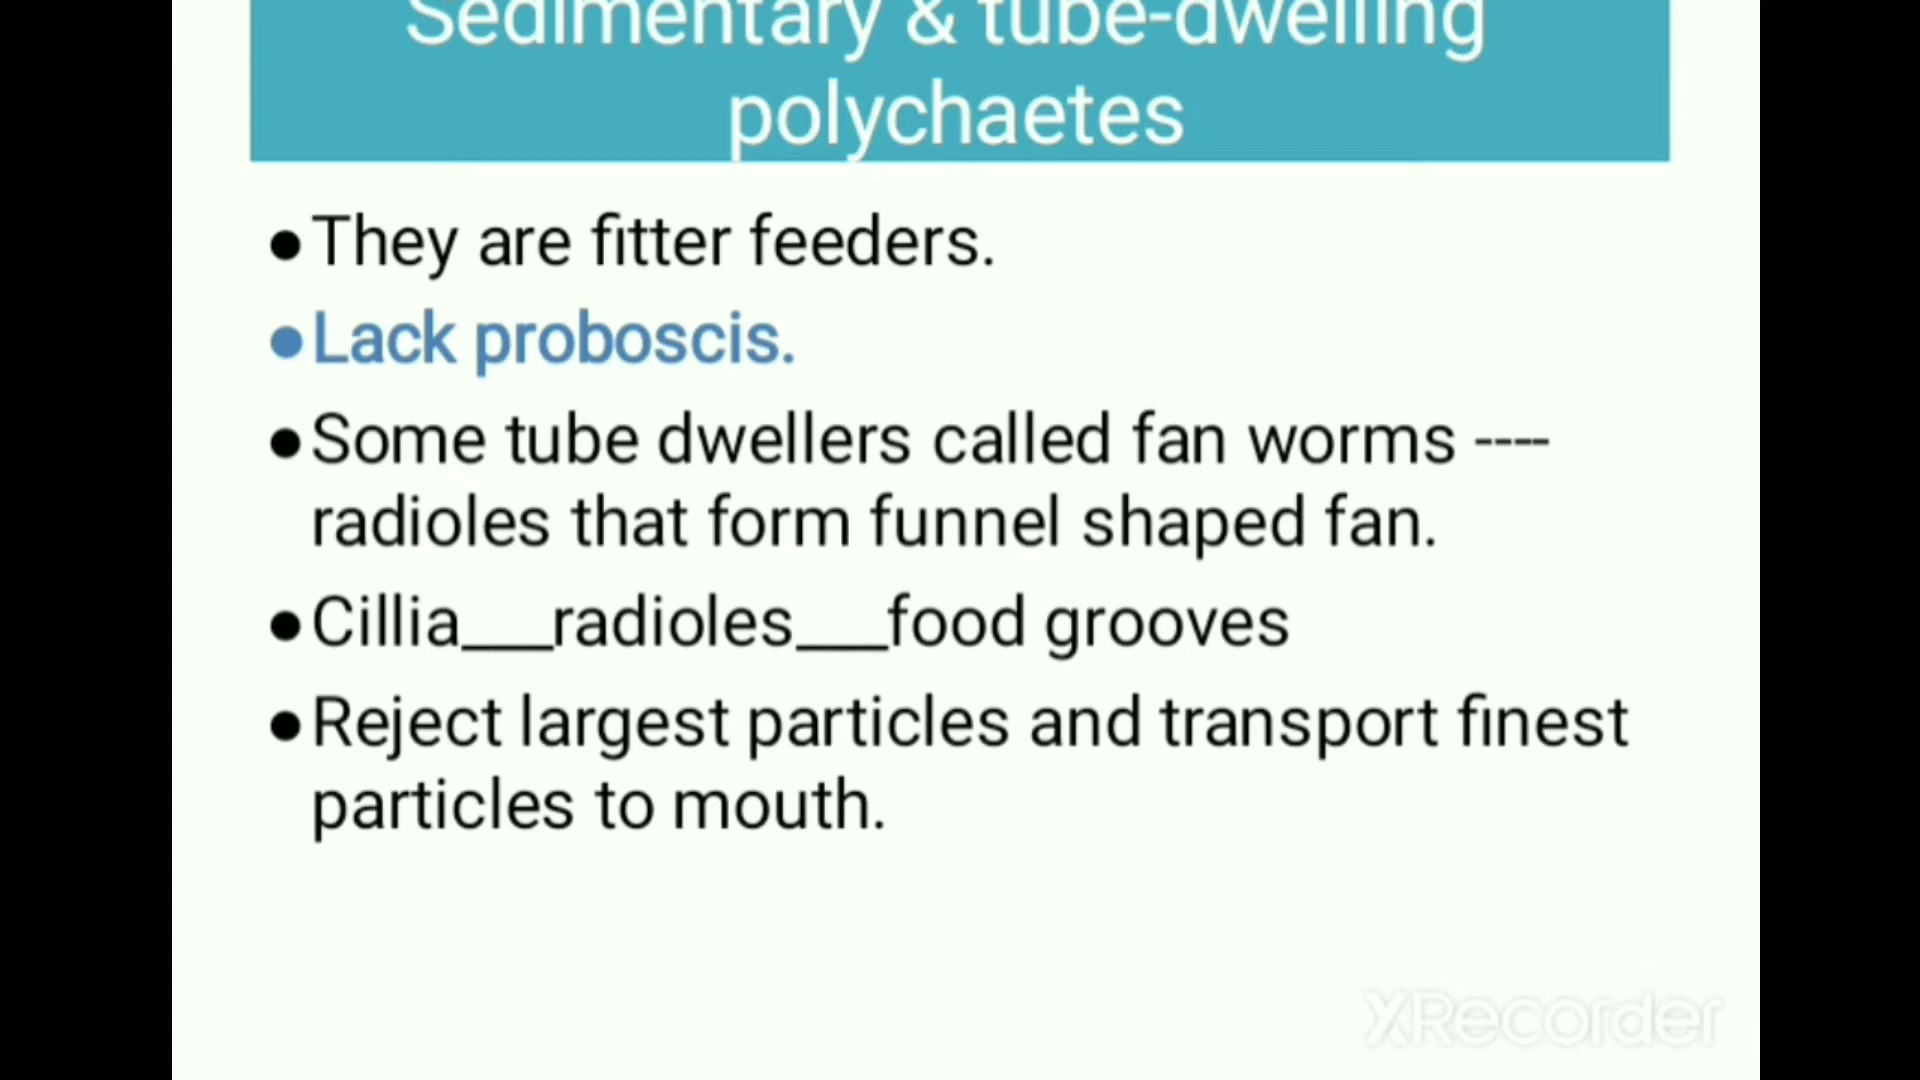 Sedimentary & tube-dwelling
polychaetes
●They are fitter feeders.
●Lack proboscis.
●Some tube dwellers called fan worms ----
radioles that form funnel shaped fan.
●Cillia___radioles___food grooves
●Reject largest particles and transport finest
particles to mouth.
XRecorder